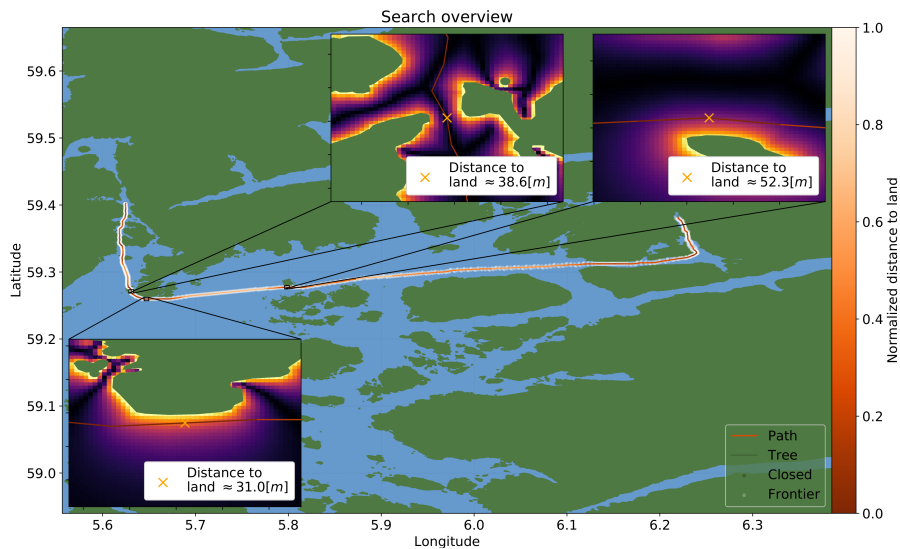 Search overview
Latitude
59.6
59.5
59.4
59.3
59.2
59.1
59.0
Distance to
land ≈38.6[m]
Distance to
land ≈52.3[m]
Distance to
land ≈31.0[m]
Path
Tree
Closed
Frontier
5.6 5.7 5.8 5.9 6.0 6.1 6.2 6.3
Longitude
1.0
0.8
0.6
0.4
0.2
0.0
Normalized distance to land